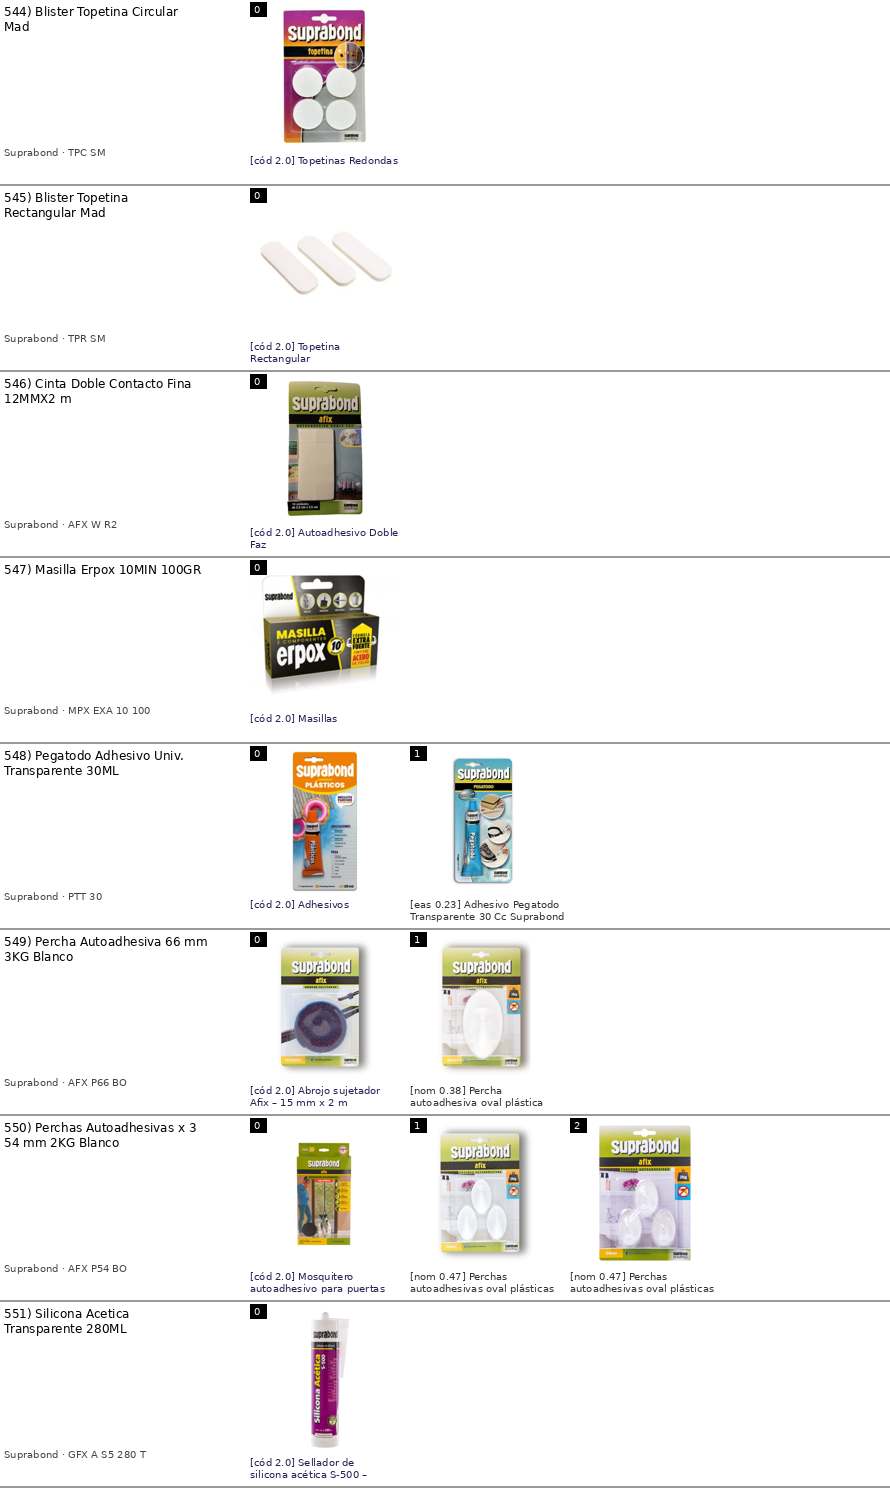 544) Blister Topetina Circular
Mad
Suprabond · TPC SM
0
Suprabond
topetina
[cód 2.0] Topetinas Redondas
545) Blister Topetina
Rectangular Mad
Suprabond · TPR SM
0
[cód 2.0] Topetina
Rectangular
546) Cinta Doble Contacto Fina
12MMX2 m
Suprabond · AFX W R2
0
Suprabond
afix
[cód 2.0] Autoadhesivo Doble
Faz
547) Masilla Erpox 10MIN 100GR
Suprabond · MPX EXA 10 100
0
Suprabond
MASILLA
erpox
10'
EXTRA
FUERTE
ACERO
[cód 2.0] Masillas
548) Pegatodo Adhesivo Univ.
Transparente 30ML
Suprabond · PTT 30
0
Suprabond
PLÁSTICOS
[cód 2.0] Adhesivos
1
Suprabond
PEGATODO
Pegatodo
[eas 0.23] Adhesivo Pegatodo
Transparente 30 Cc Suprabond
549) Percha Autoadhesiva 66 mm
3KG Blanco
Suprabond · AFX P66 BO
0
Suprabond
afix
[cód 2.0] Abrojo sujetador
Afix – 15 mm x 2 m
1
Suprabond
afix
[nom 0.38] Percha
autoadhesiva oval plástica
550) Perchas Autoadhesivas x 3
54 mm 2KG Blanco
Suprabond · AFX P54 BO
0
Suprabond
[cód 2.0] Mosquitero
autoadhesivo para puertas
1
Suprabond
afix
[nom 0.47] Perchas
autoadhesivas oval plásticas
2
Suprabond
afix
[nom 0.47] Perchas
autoadhesivas oval plásticas
551) Silicona Acetica
Transparente 280ML
Suprabond · GFX A S5 280 T
0
Suprabond
Silicona Acética
S-500
[cód 2.0] Sellador de
silicona acética S-500 –